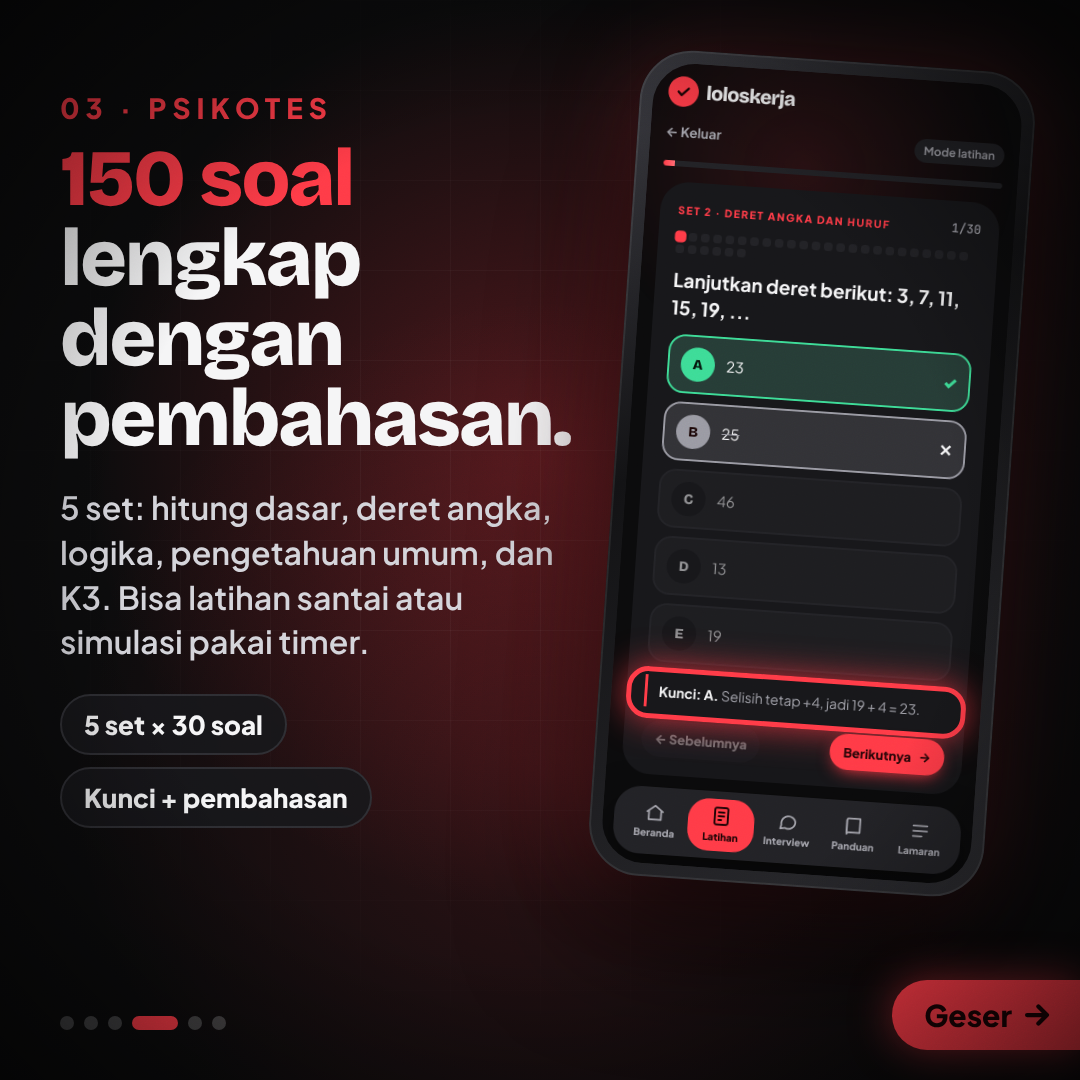 03 · PSIKOTES
150 soal
lengkap
dengan
pembahasan.
5 set: hitung dasar, deret angka,
logika, pengetahuan umum, dan
K3. Bisa latihan santai atau
simulasi pakai timer.
5 set × 30 soal
Kunci + pembahasan
loloskerja
← Keluar
Mode latihan
SET 2 · DERET ANGKA DAN HURUF
1/30
Lanjutkan deret berikut: 3, 7, 11,
15, 19, ...
A 23
B 25
C 46
D 13
E 19
Kunci: A. Selisih tetap +4, jadi 19 + 4 = 23.
← Sebelumnya
Berikutnya →
Beranda
Latihan
Interview
Panduan
Lamaran
Geser →